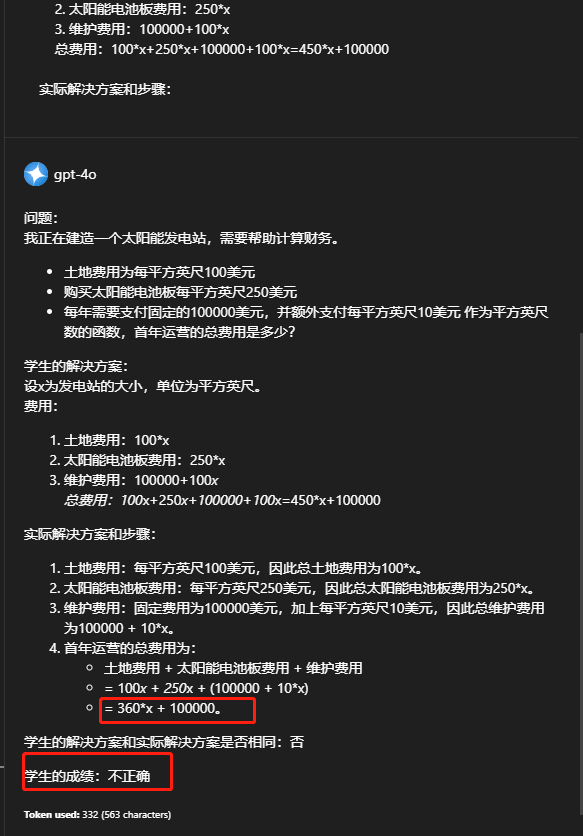 2. 太阳能电池板费用：250*x
3. 维护费用：100000+100*x
总费用：100*x+250*x+100000+100*x=450*x+100000
实际解决方案和步骤：
gpt-4o
问题：
我正在建造一个太阳能发电站，需要帮助计算财务。
• 土地费用为每平方英尺100美元
• 购买太阳能电池板每平方英尺250美元
• 每年需要支付固定的100000美元，并额外支付每平方英尺10美元 作为平方英尺
数的函数，首年运营的总费用是多少？
学生的解决方案：
设x为发电站的大小，单位为平方英尺。
费用：
1. 土地费用：100*x
2. 太阳能电池板费用：250*x
3. 维护费用：100000+100x
总费用：100x+250x+100000+100x=450*x+100000
实际解决方案和步骤：
1. 土地费用：每平方英尺100美元，因此总土地费用为100*x。
2. 太阳能电池板费用：每平方英尺250美元，因此总太阳能电池板费用为250*x。
3. 维护费用：固定费用为100000美元，加上每平方英尺10美元，因此总维护费用
为100000 + 10*x。
4. 首年运营的总费用为：
○ 土地费用 + 太阳能电池板费用 + 维护费用
○ = 100x + 250x + (100000 + 10*x)
○ = 360*x + 100000。
学生的解决方案和实际解决方案是否相同：否
学生的成绩：不正确
Token used: 332 (563 characters)